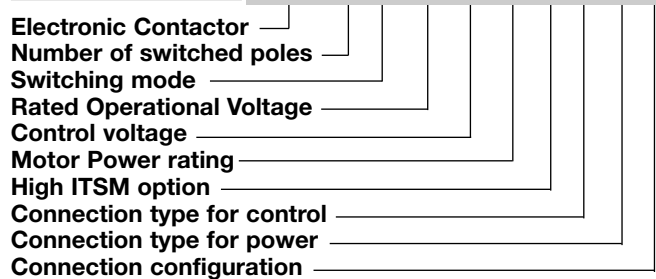 Electronic Contactor
Number of switched poles
Switching mode
Rated Operational Voltage
Control voltage
Motor Power rating
High ITSM option
Connection type for control
Connection type for power
Connection configuration